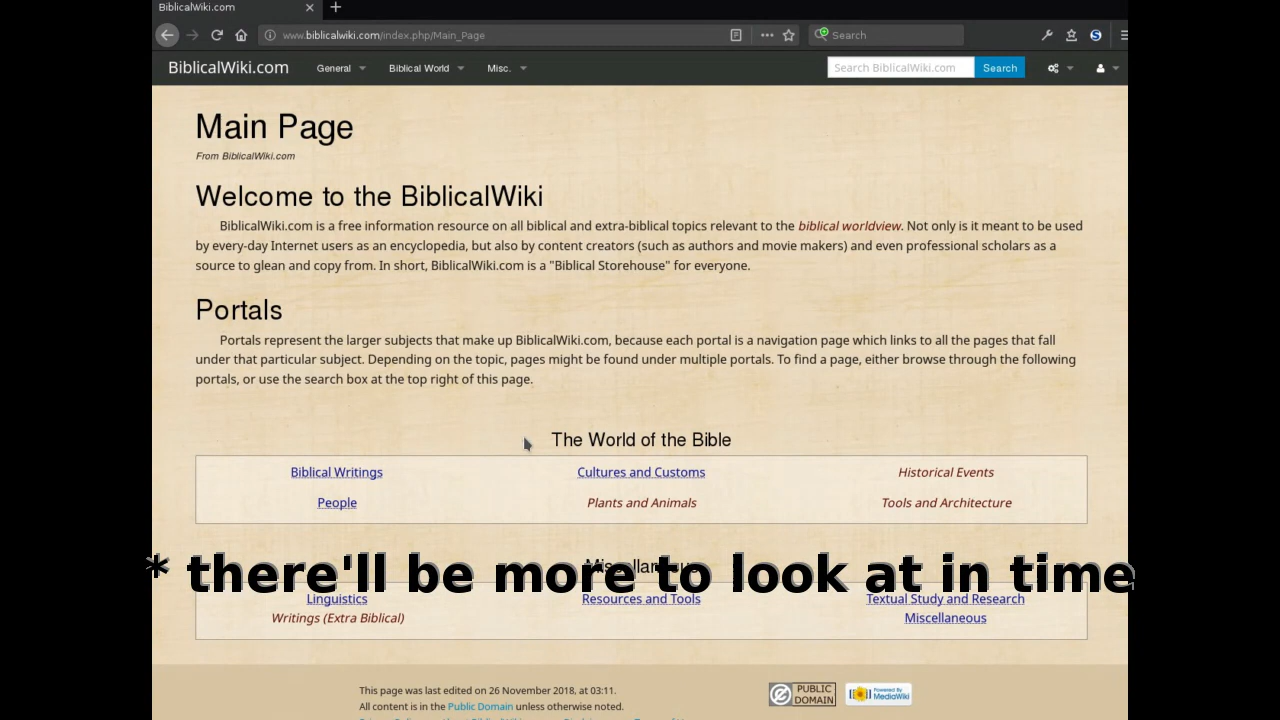 BiblicalWiki.com
www.biblicalwiki.com/index.php/Main_Page
Search
BiblicalWiki.com General Biblical World Misc. Search BiblicalWiki.com Search
Main Page
From BiblicalWiki.com
Welcome to the BiblicalWiki
BiblicalWiki.com is a free information resource on all biblical and extra-biblical topics relevant to the biblical worldview. Not only is it meant to be used
by every-day Internet users as an encyclopedia, but also by content creators (such as authors and movie makers) and even professional scholars as a
source to glean and copy from. In short, BiblicalWiki.com is a "Biblical Storehouse" for everyone.
Portals
Portals represent the larger subjects that make up BiblicalWiki.com, because each portal is a navigation page which links to all the pages that fall
under that particular subject. Depending on the topic, pages might be found under multiple portals. To find a page, either browse through the following
portals, or use the search box at the top right of this page.
The World of the Bible
Biblical Writings Cultures and Customs Historical Events
People Plants and Animals Tools and Architecture
* there'll be more to look at in time
Linguistics Resources and Tools Textual Study and Research
Writings (Extra Biblical) Miscellaneous
This page was last edited on 26 November 2018, at 03:11.
All content is in the Public Domain unless otherwise noted.
PUBLIC DOMAIN
Powered By MediaWiki